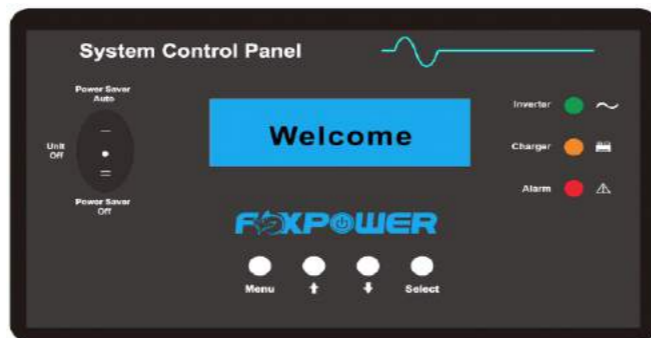 System Control Panel
Power Saver
Auto
Unit
Off
Power Saver
Off
Welcome
Inverter
Charger
Alarm
FOXPOWER
Menu
Select